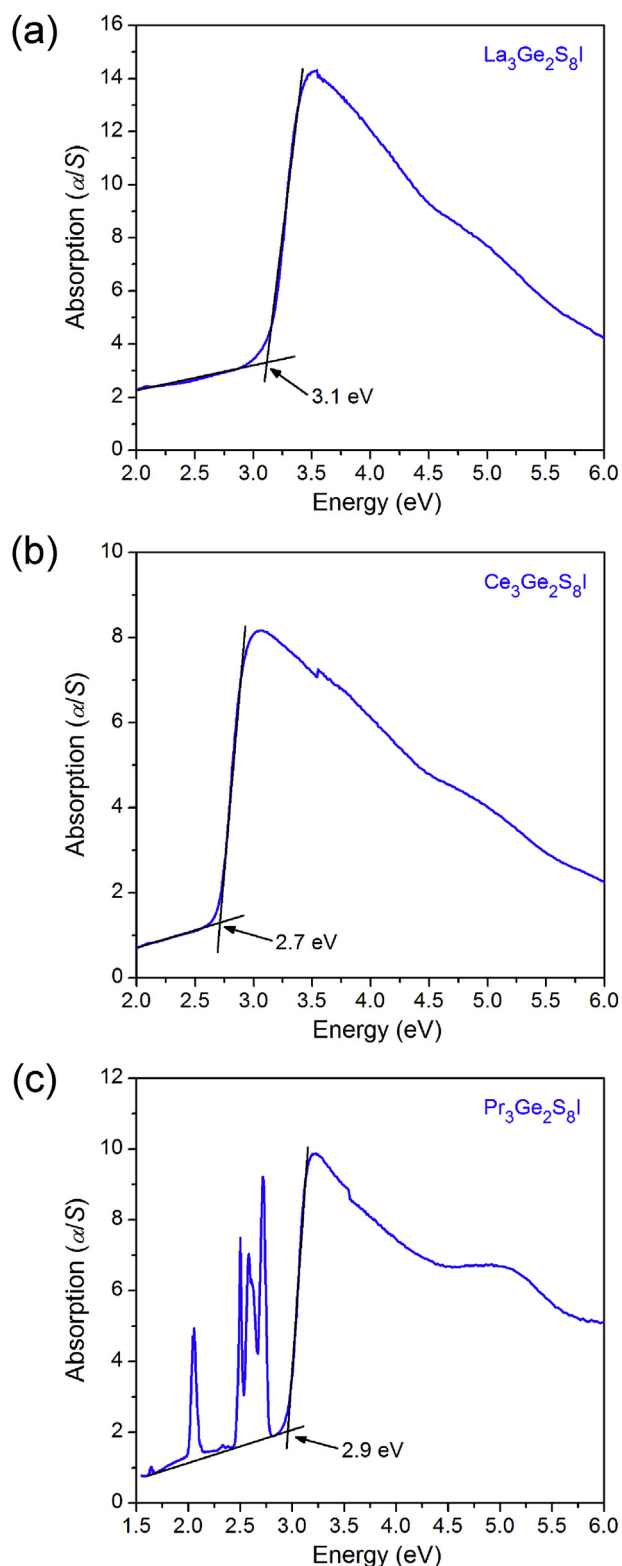 (a)
La₃Ge₂S₈I
16
14
12
10
8
6
4
2
0
Absorption (α/S)
3.1 eV
2.0 2.5 3.0 3.5 4.0 4.5 5.0 5.5 6.0
Energy (eV)
(b)
Ce₃Ge₂S₈I
10
8
6
4
2
0
Absorption (α/S)
2.7 eV
2.0 2.5 3.0 3.5 4.0 4.5 5.0 5.5 6.0
Energy (eV)
(c)
Pr₃Ge₂S₈I
12
10
8
6
4
2
0
Absorption (α/S)
2.9 eV
1.5 2.0 2.5 3.0 3.5 4.0 4.5 5.0 5.5 6.0
Energy (eV)